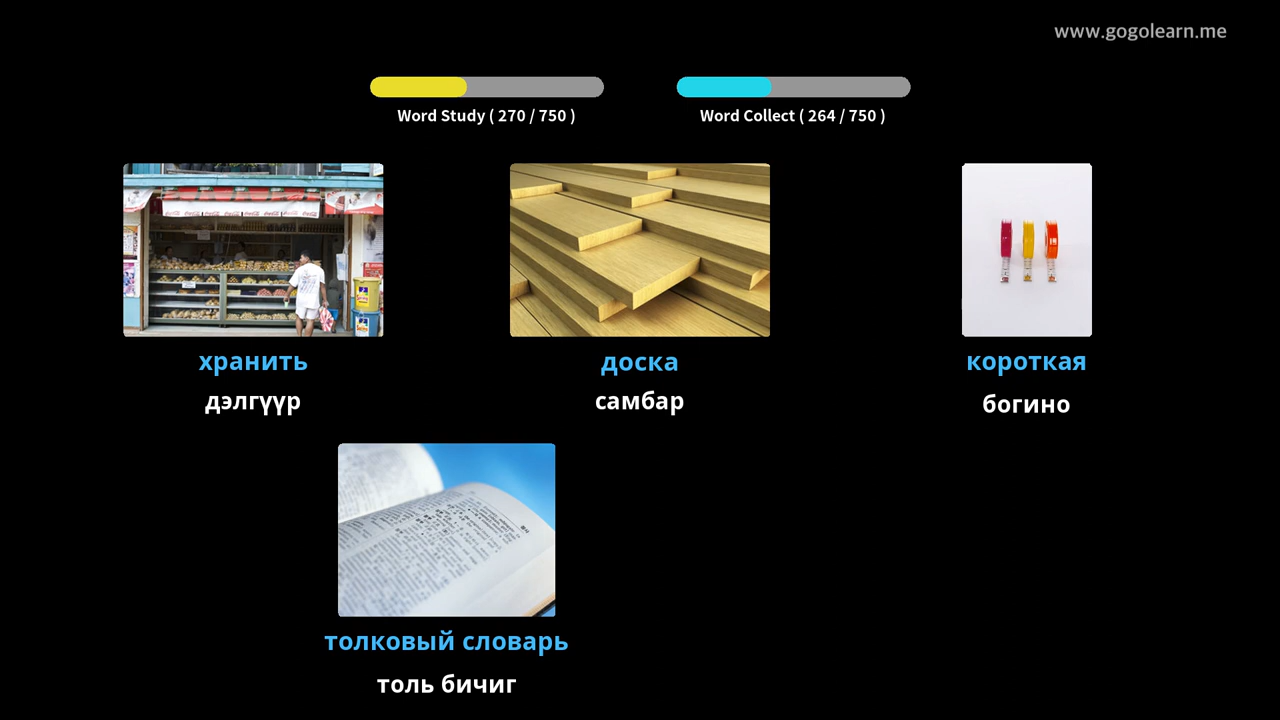 www.gogolearn.me
Word Study ( 270 / 750 )
Word Collect ( 264 / 750 )
хранить
дэлгүүр
доска
самбар
короткая
богино
толковый словарь
толь бичиг